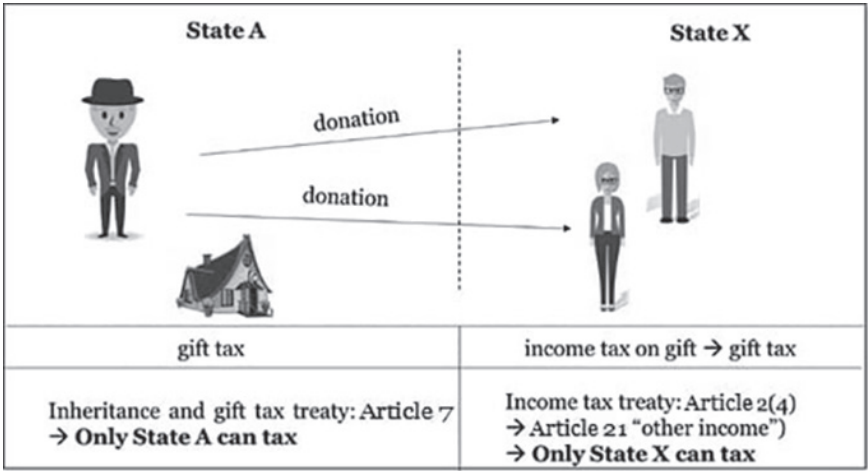 State A
State X
donation
donation
gift tax
income tax on gift → gift tax
Inheritance and gift tax treaty: Article 7
→ Only State A can tax
Income tax treaty: Article 2(4)
→ Article 21 “other income”)
→ Only State X can tax